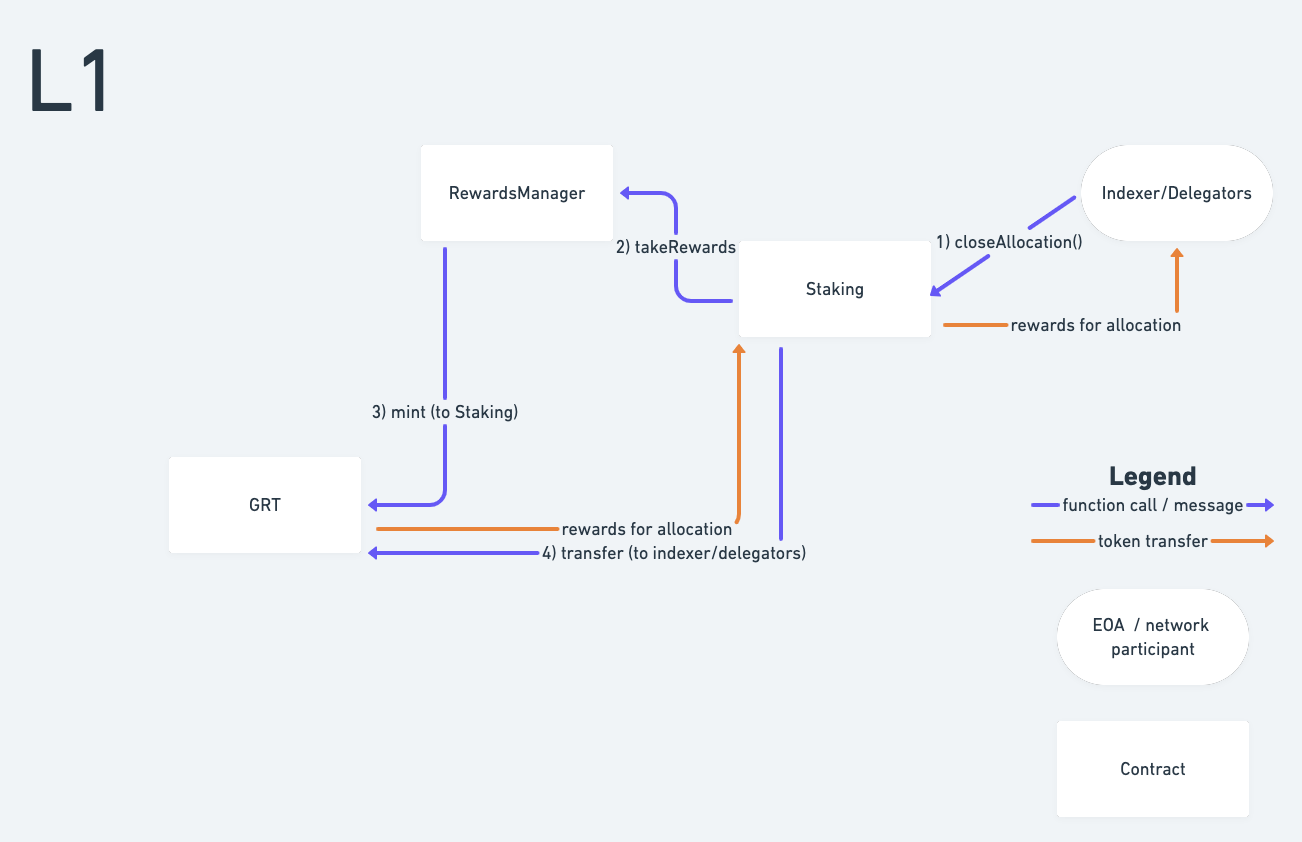 L1
RewardsManager
Indexer/Delegators
1) closeAllocation()
2) takeRewards
Staking
rewards for allocation
3) mint (to Staking)
GRT
rewards for allocation
4) transfer (to indexer/delegators)
Legend
function call / message
token transfer
EOA / network
participant
Contract